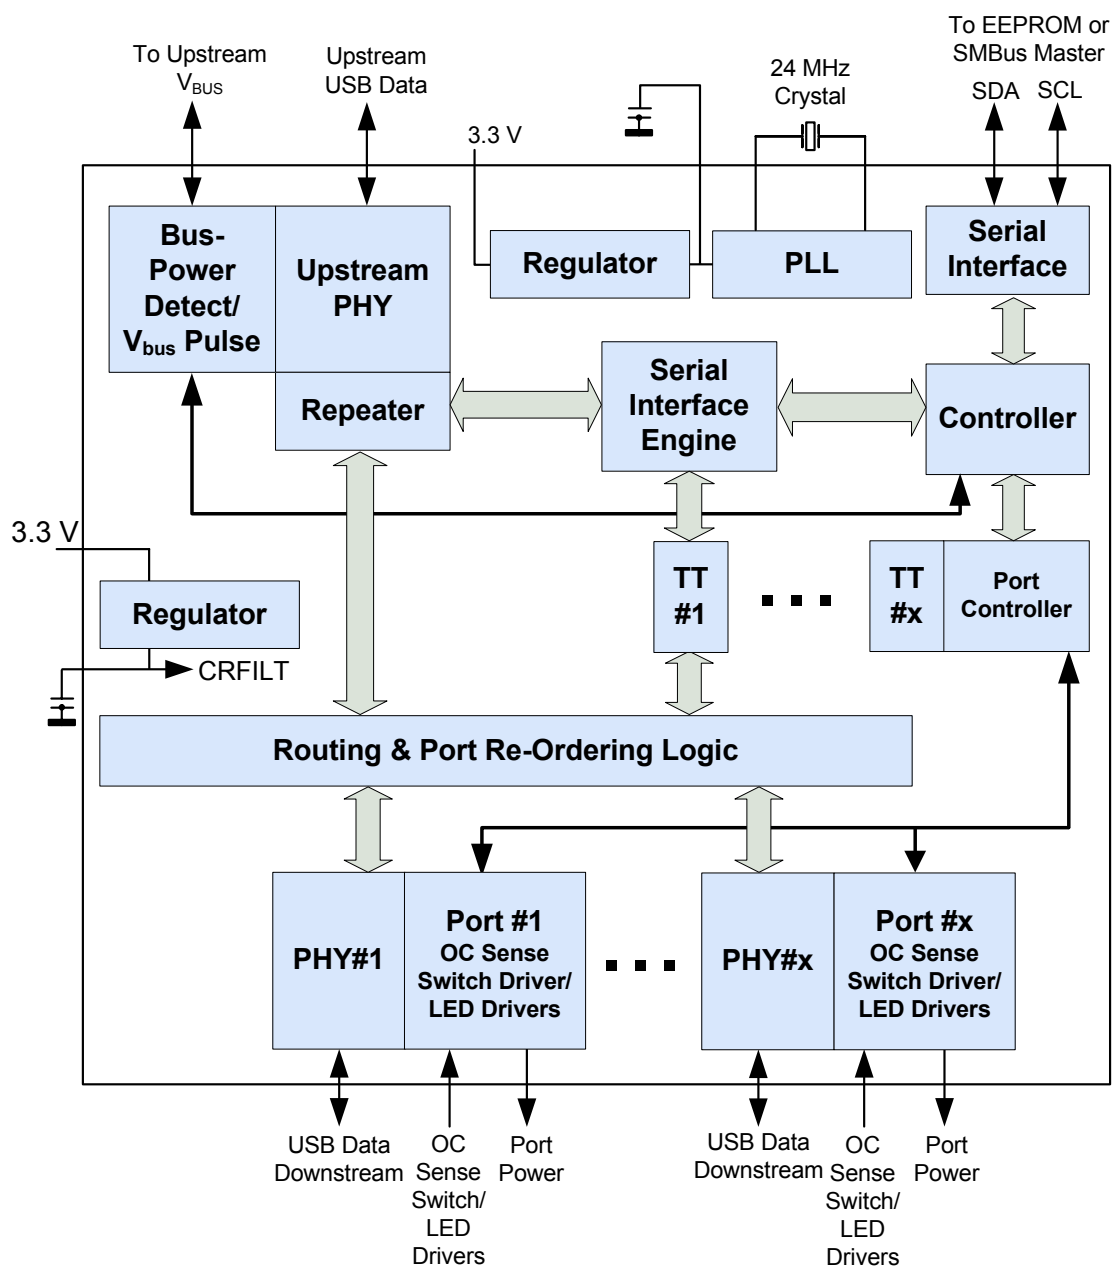 To EEPROM or
SMBus Master
SDA
SCL
To Upstream
VBUS
Upstream
USB Data
24 MHz
Crystal
3.3 V
Bus-
Power
Detect/
Vbus Pulse
Upstream
PHY
Regulator
PLL
Serial
Interface
Repeater
Serial
Interface
Engine
Controller
3.3 V
Regulator
CRFILT
TT
#1
TT
#x
Port
Controller
Routing & Port Re-Ordering Logic
PHY#1
Port #1
OC Sense
Switch Driver/
LED Drivers
PHY#x
Port #x
OC Sense
Switch Driver/
LED Drivers
USB Data
Downstream
OC
Sense
Switch/
LED
Drivers
Port
Power
USB Data
Downstream
OC
Sense
Switch/
LED
Drivers
Port
Power